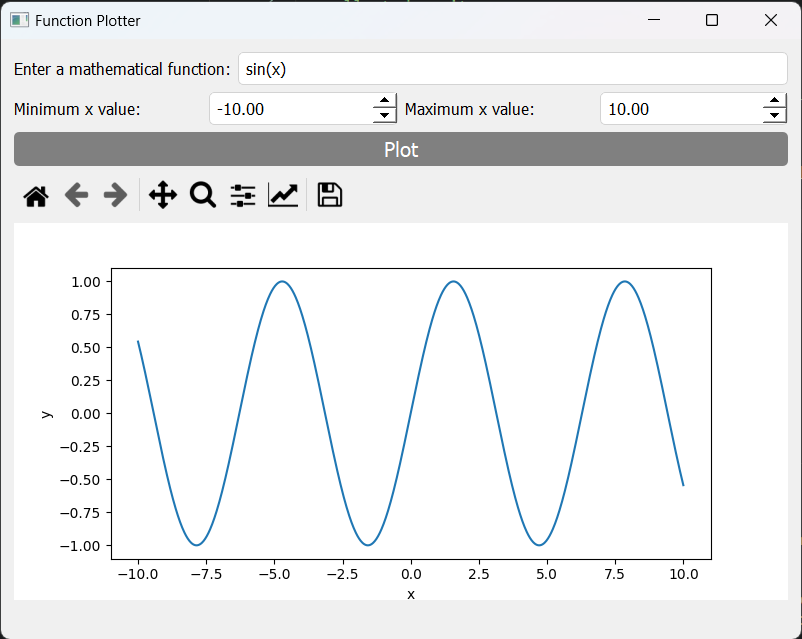 Function Plotter
Enter a mathematical function: sin(x)
Minimum x value: -10.00 Maximum x value: 10.00
Plot
1.00
0.75
0.50
0.25
0.00
−0.25
−0.50
−0.75
−1.00
y
−10.0 −7.5 −5.0 −2.5 0.0 2.5 5.0 7.5 10.0
x